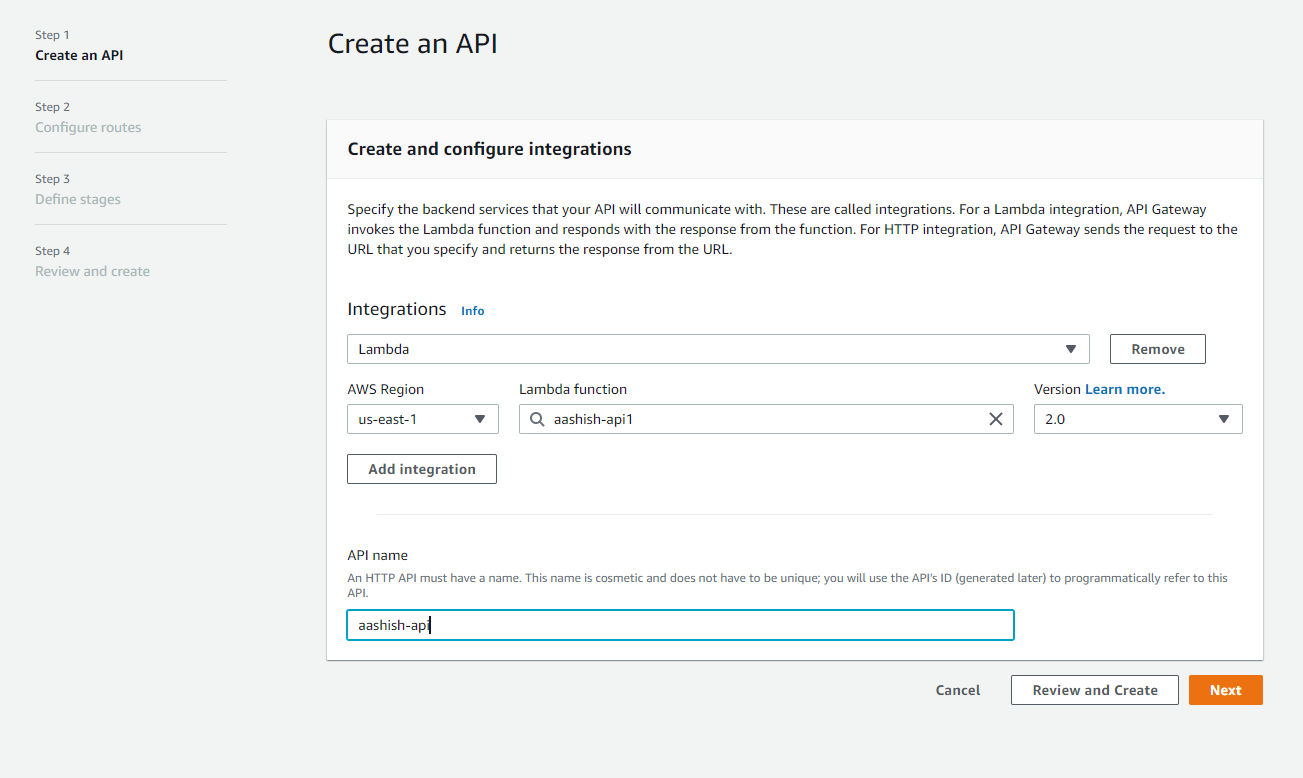 Step 1
Create an API
Step 2
Configure routes
Step 3
Define stages
Step 4
Review and create
Create an API
Create and configure integrations
Specify the backend services that your API will communicate with. These are called integrations. For a Lambda integration, API Gateway
invokes the Lambda function and responds with the response from the function. For HTTP integration, API Gateway sends the request to the
URL that you specify and returns the response from the URL.
Integrations Info
Lambda
Remove
AWS Region Lambda function Version Learn more.
us-east-1 aashish-api1 2.0
Add integration
API name
An HTTP API must have a name. This name is cosmetic and does not have to be unique; you will use the API's ID (generated later) to programmatically refer to this
API.
aashish-api
Cancel Review and Create Next